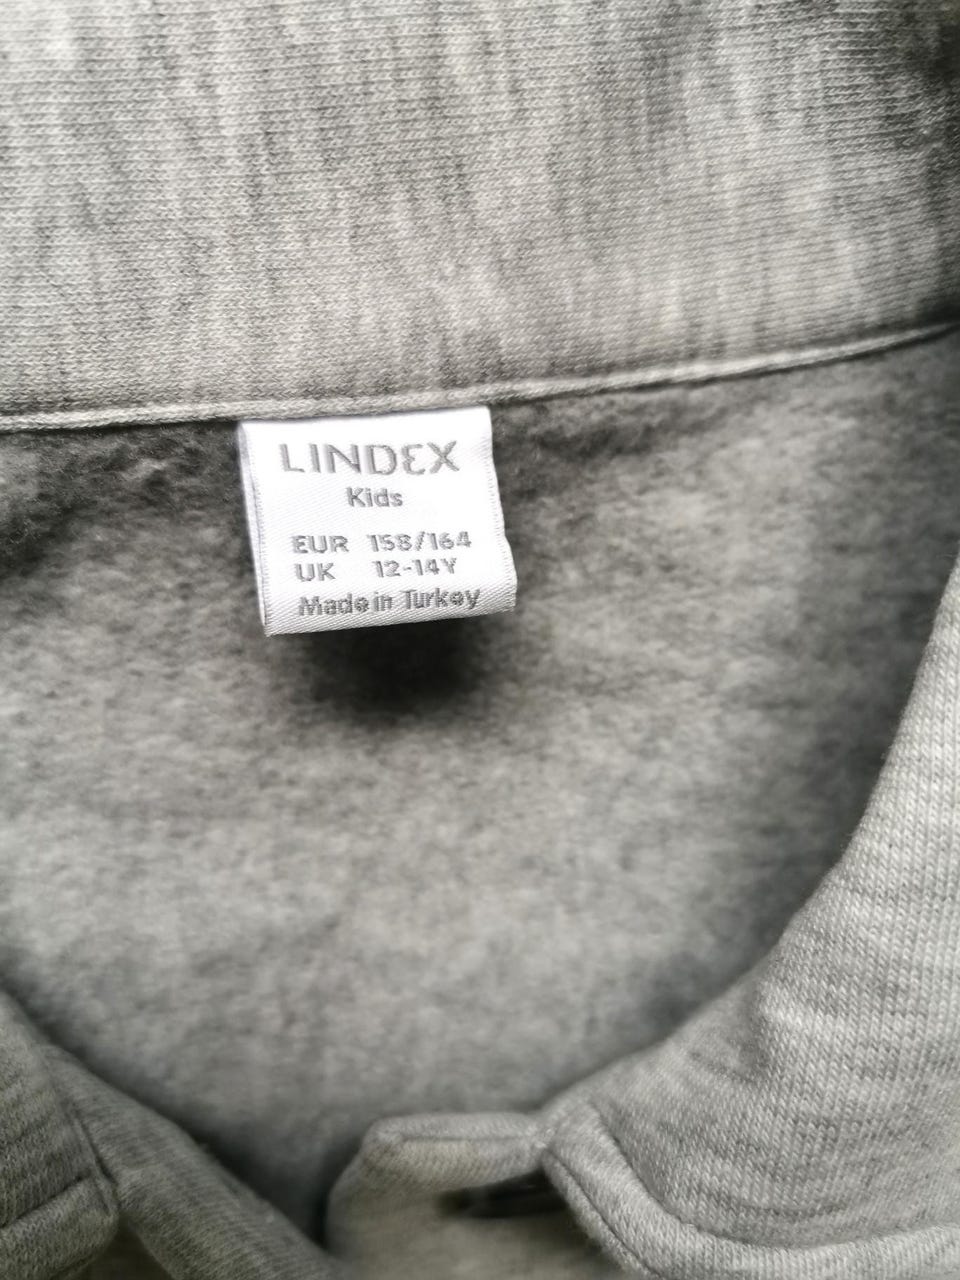 LINDEX
Kids
EUR 158/164
UK 12-14Y
Made in Turkey